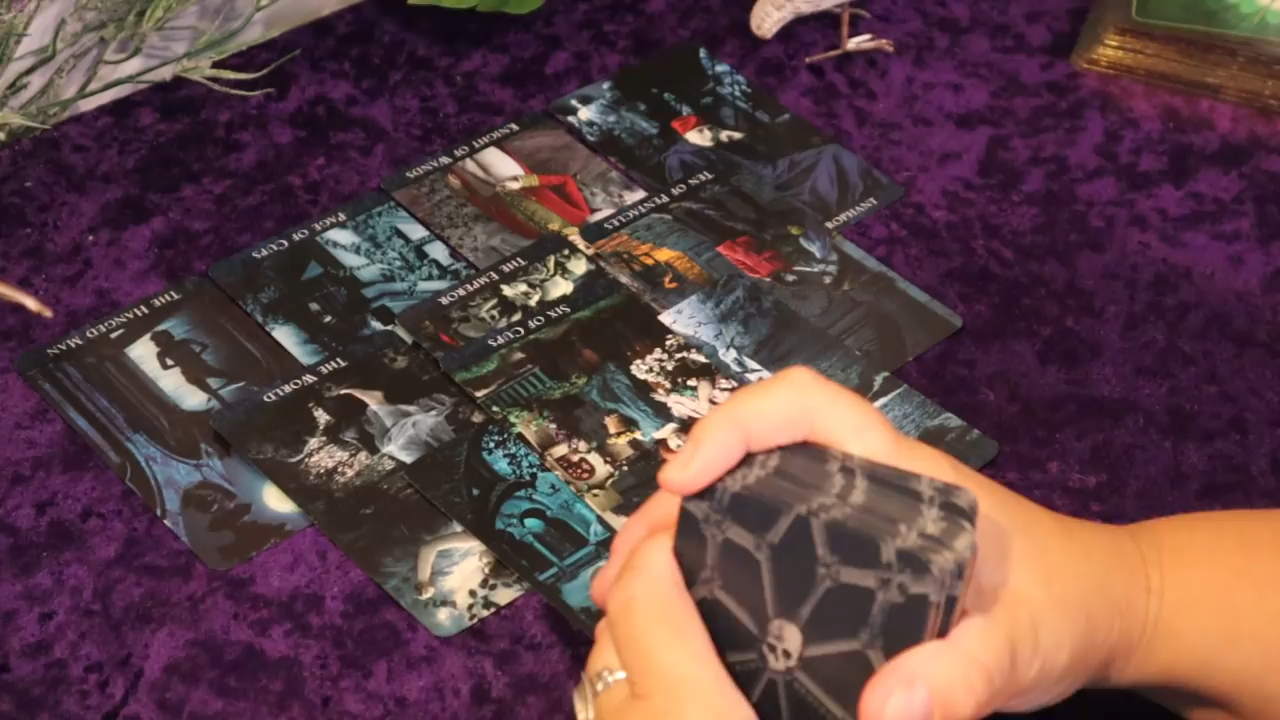 THE HANGED MAN
PAGE OF CUPS
KNIGHT OF WANDS
THE WORLD
THE EMPEROR
SIX OF CUPS
TEN OF PENTACLES